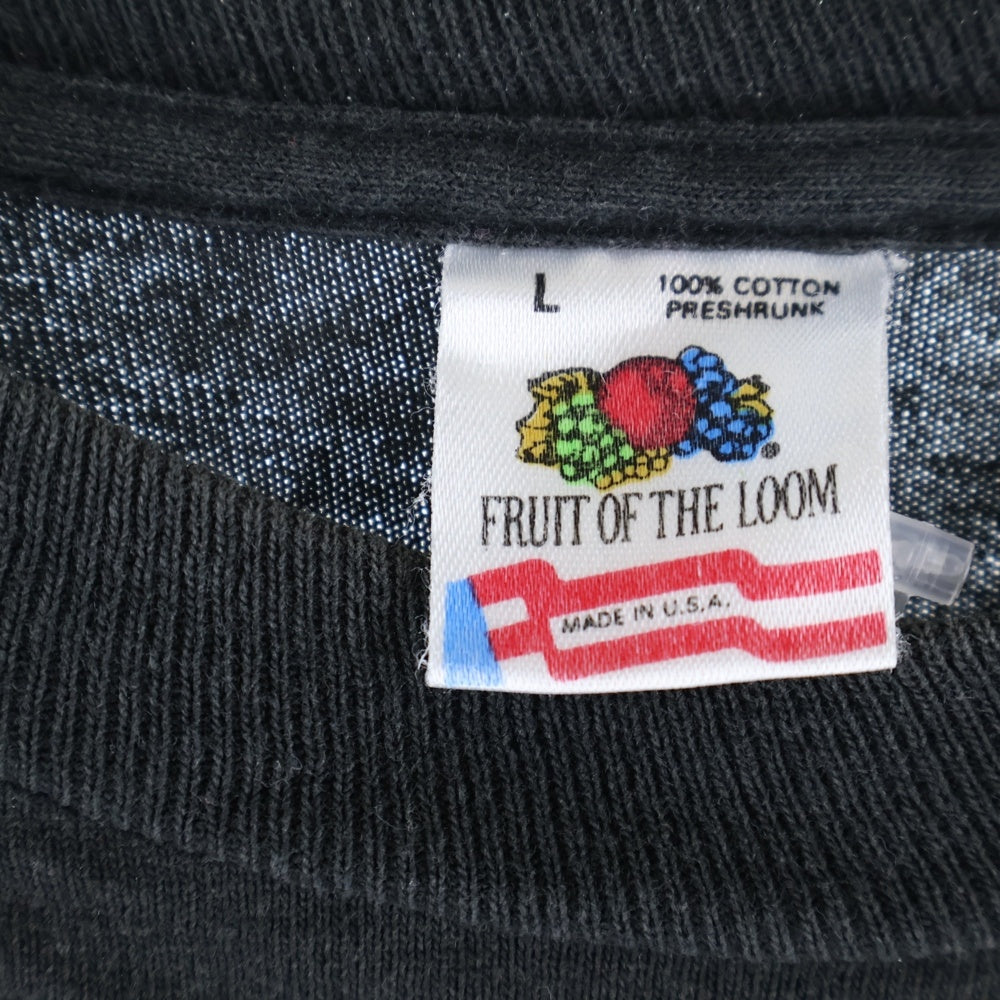 L
100% COTTON
PRESHRUNK
®
FRUIT OF THE LOOM
MADE IN U.S.A.